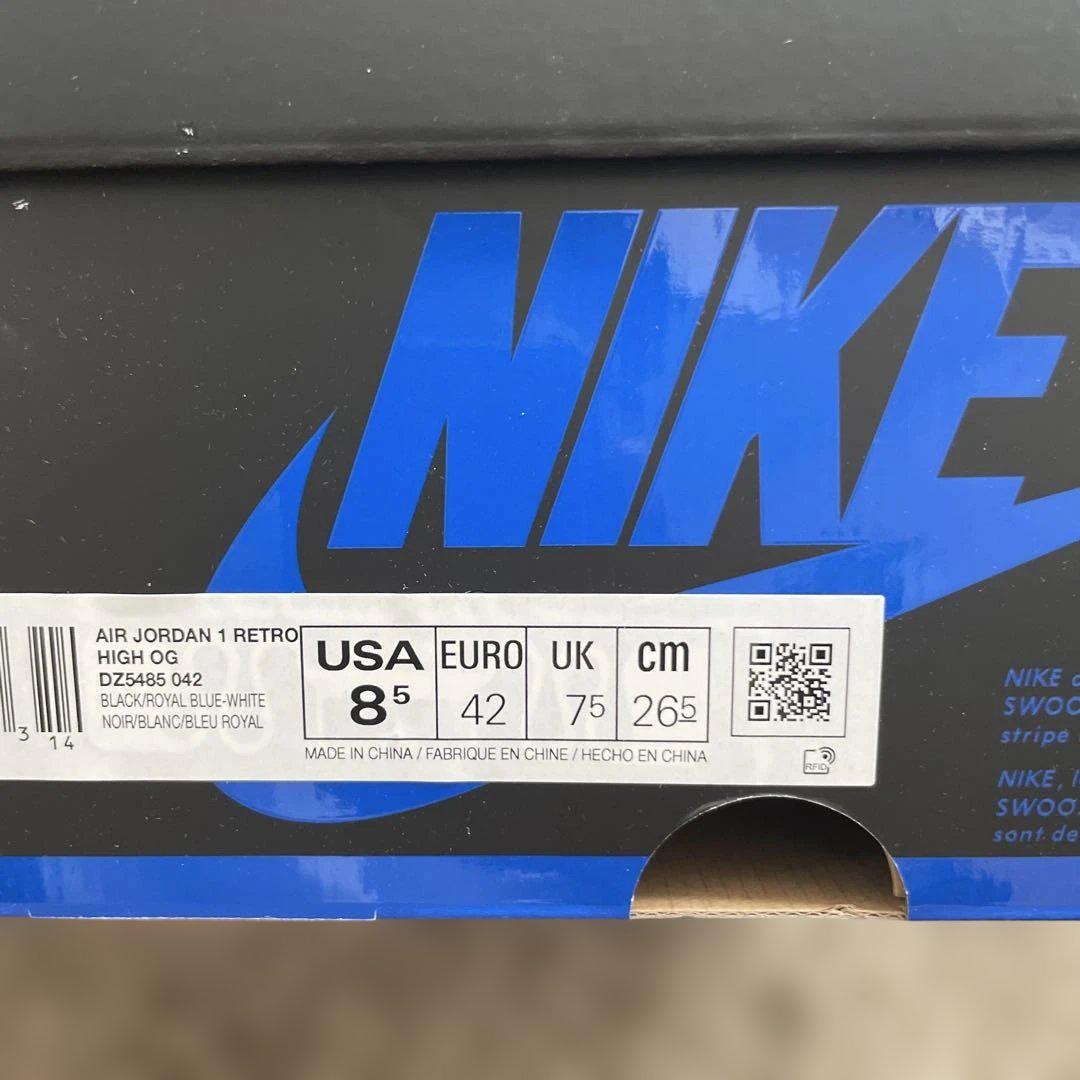 NIKE
AIR JORDAN 1 RETRO
HIGH OG
DZ5485 042
BLACK/ROYAL BLUE-WHITE
NOIR/BLANC/BLEU ROYAL
3 14
USA EURO UK cm
8⁵ 42 7⁵ 26⁵
MADE IN CHINA / FABRIQUE EN CHINE / HECHO EN CHINA
RFID
NIKE
SWOO
stripe
NIKE, I
SWOO
sont de